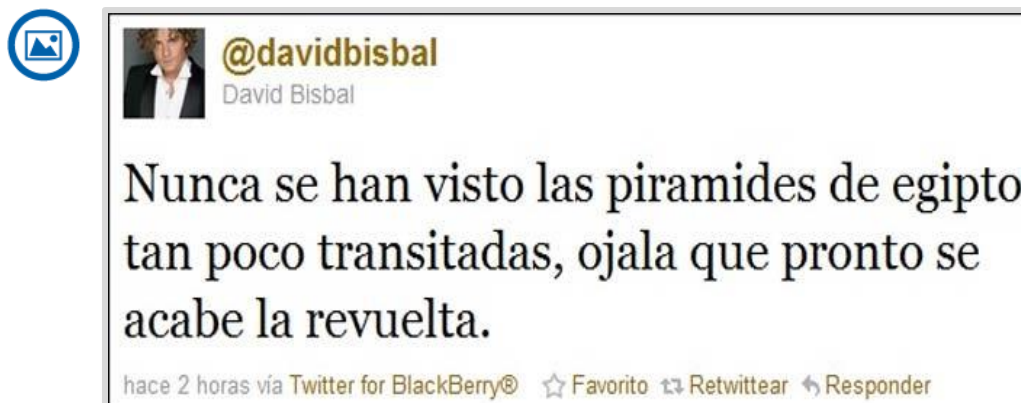 @davidbisbal
David Bisbal
Nunca se han visto las piramides de egipto
tan poco transitadas, ojala que pronto se
acabe la revuelta.
hace 2 horas vía Twitter for BlackBerry® Favorito Retwittear Responder